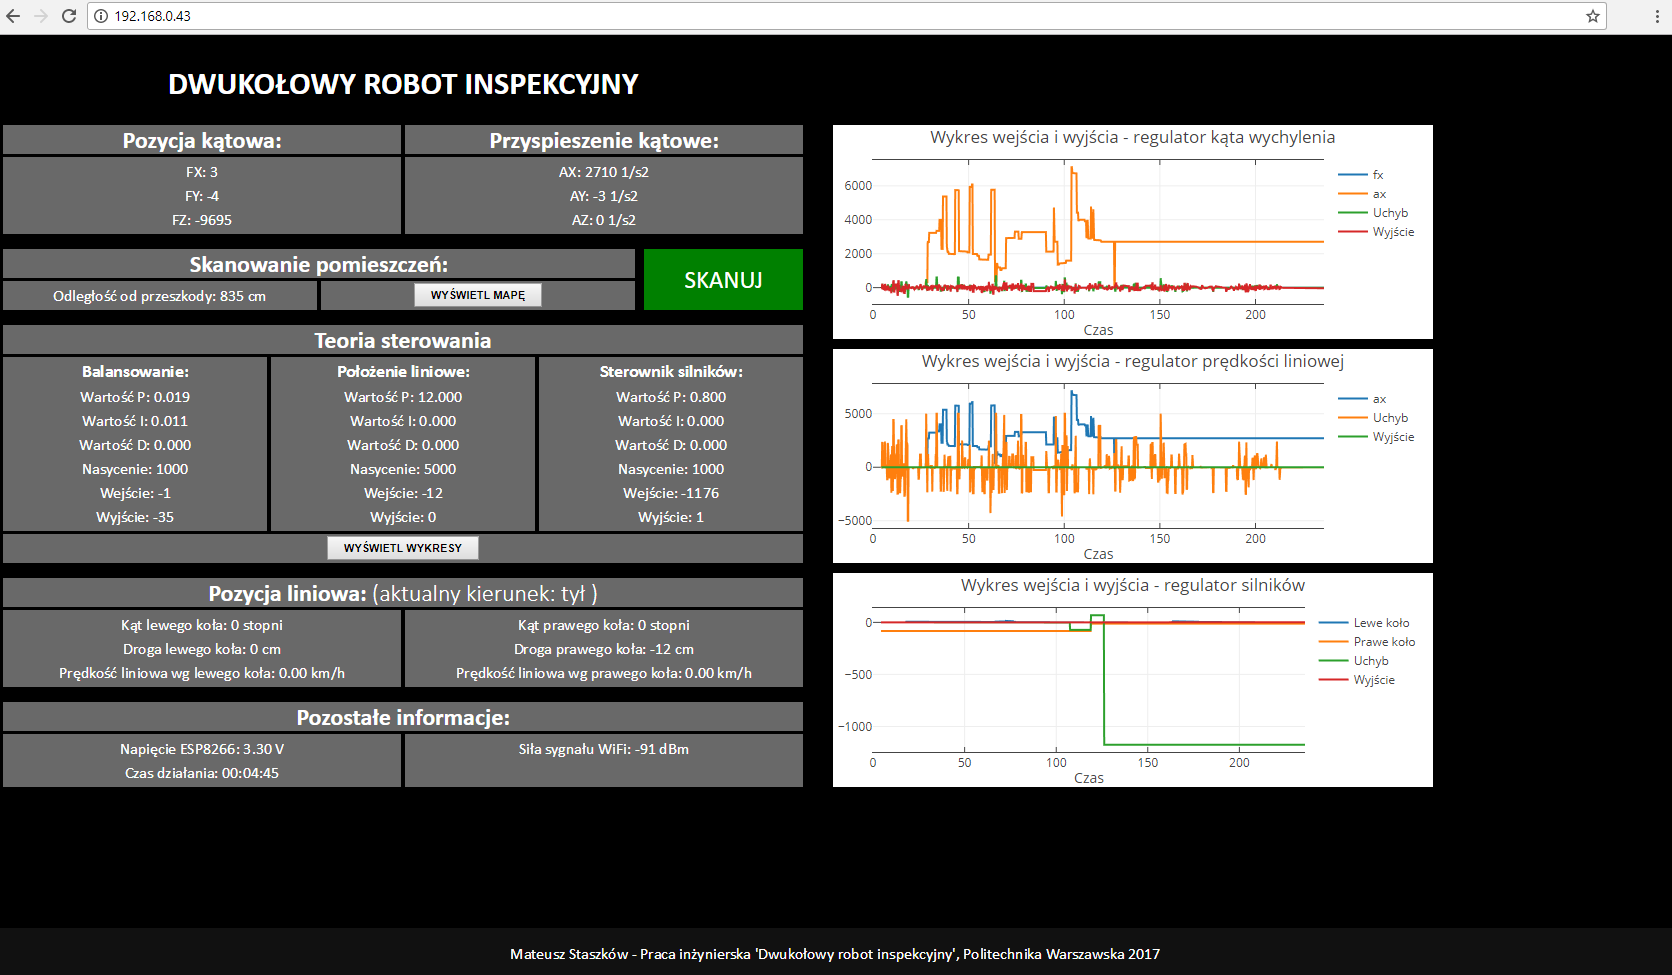 192.168.0.43
DWUKOŁOWY ROBOT INSPEKCYJNY
Pozycja kątowa:
FX: 3
FY: -4
FZ: -9695
Przyspieszenie kątowe:
AX: 2710 1/s2
AY: -3 1/s2
AZ: 0 1/s2
Skanowanie pomieszczeń:
Odległość od przeszkody: 835 cm
WYŚWIETL MAPĘ
SKANUJ
Teoria sterowania
Balansowanie:
Wartość P: 0.019
Wartość I: 0.011
Wartość D: 0.000
Nasycenie: 1000
Wejście: -1
Wyjście: -35
Położenie liniowe:
Wartość P: 12.000
Wartość I: 0.000
Wartość D: 0.000
Nasycenie: 5000
Wejście: -12
Wyjście: 0
Sterownik silników:
Wartość P: 0.800
Wartość I: 0.000
Wartość D: 0.000
Nasycenie: 1000
Wejście: -1176
Wyjście: 1
WYŚWIETL WYKRESY
Pozycja liniowa: (aktualny kierunek: tył )
Kąt lewego koła: 0 stopni
Droga lewego koła: 0 cm
Prędkość liniowa wg lewego koła: 0.00 km/h
Kąt prawego koła: 0 stopni
Droga prawego koła: -12 cm
Prędkość liniowa wg prawego koła: 0.00 km/h
Pozostałe informacje:
Napięcie ESP8266: 3.30 V
Czas działania: 00:04:45
Siła sygnału WiFi: -91 dBm
Wykres wejścia i wyjścia - regulator kąta wychylenia
6000
4000
2000
0
0 50 100 150 200
Czas
fx
ax
Uchyb
Wyjście
Wykres wejścia i wyjścia - regulator prędkości liniowej
5000
0
−5000
0 50 100 150 200
Czas
ax
Uchyb
Wyjście
Wykres wejścia i wyjścia - regulator silników
0
−500
−1000
0 50 100 150 200
Czas
Lewe koło
Prawe koło
Uchyb
Wyjście
Mateusz Staszków - Praca inżynierska 'Dwukołowy robot inspekcyjny', Politechnika Warszawska 2017